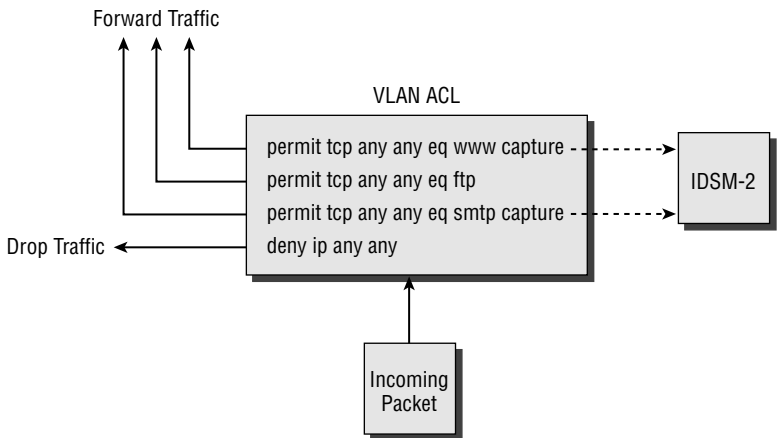 Forward Traffic
VLAN ACL
permit tcp any any eq www capture
permit tcp any any eq ftp
permit tcp any any eq smtp capture
deny ip any any
IDSM-2
Drop Traffic
Incoming
Packet